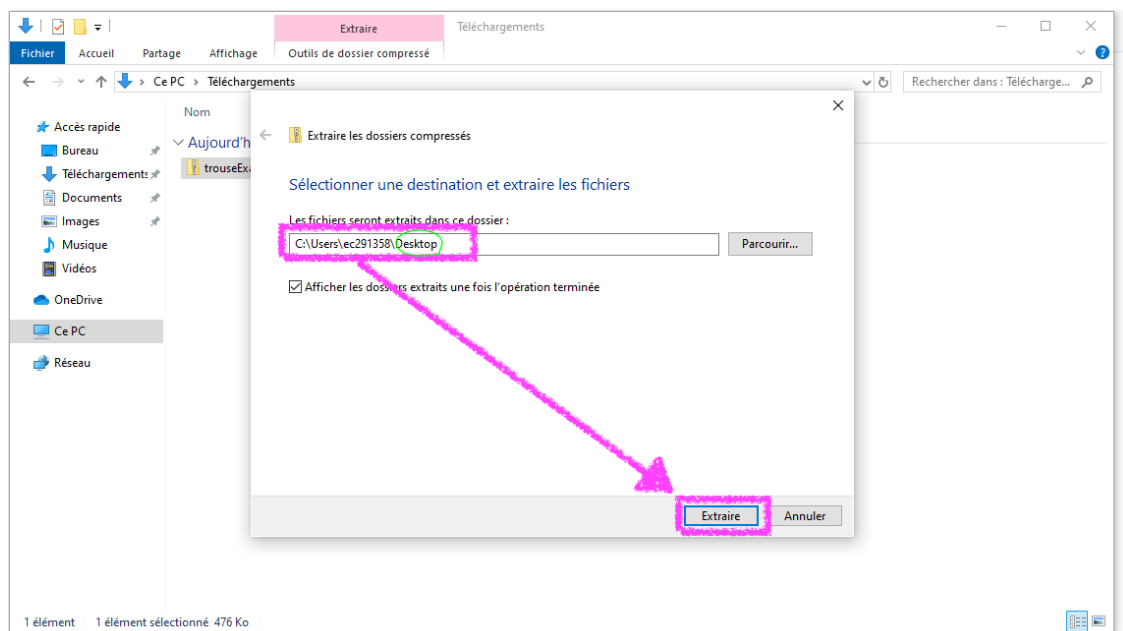 Extraire
Téléchargements
Fichier Accueil Partage Affichage Outils de dossier compressé
Ce PC > Téléchargements
Rechercher dans : Télécharge...
Nom
Accès rapide
Aujourd'h
Bureau
trouseEx
Téléchargements
Documents
Images
Musique
Vidéos
OneDrive
Ce PC
Réseau
Extraire les dossiers compressés
Sélectionner une destination et extraire les fichiers
Les fichiers seront extraits dans ce dossier :
C:\Users\ec291358\Desktop
Parcourir...
Afficher les dossiers extraits une fois l'opération terminée
Extraire Annuler
1 élément 1 élément sélectionné 476 Ko